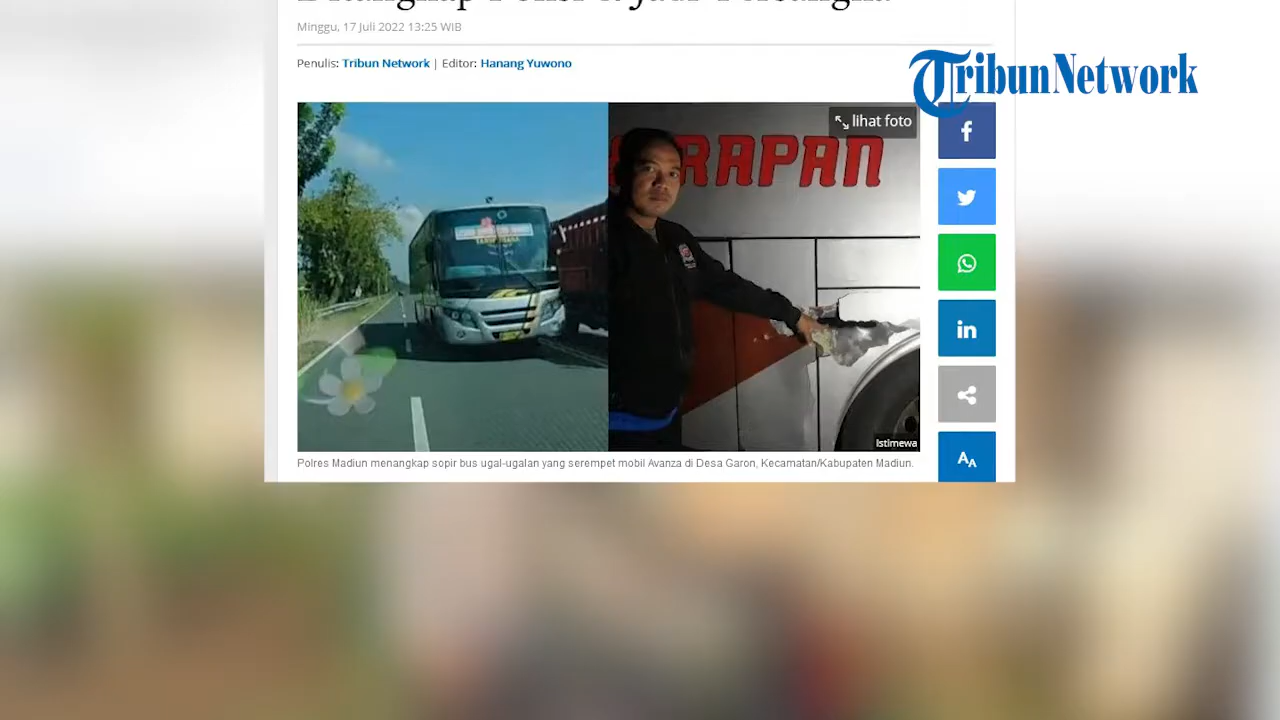 Minggu, 17 Juli 2022 13:25 WIB
Penulis: Tribun Network | Editor: Hanang Yuwono
TribunNetwork
lihat foto
RAPAN
Istimewa
Polres Madiun menangkap sopir bus ugal-ugalan yang serempet mobil Avanza di Desa Garon, Kecamatan/Kabupaten Madiun.